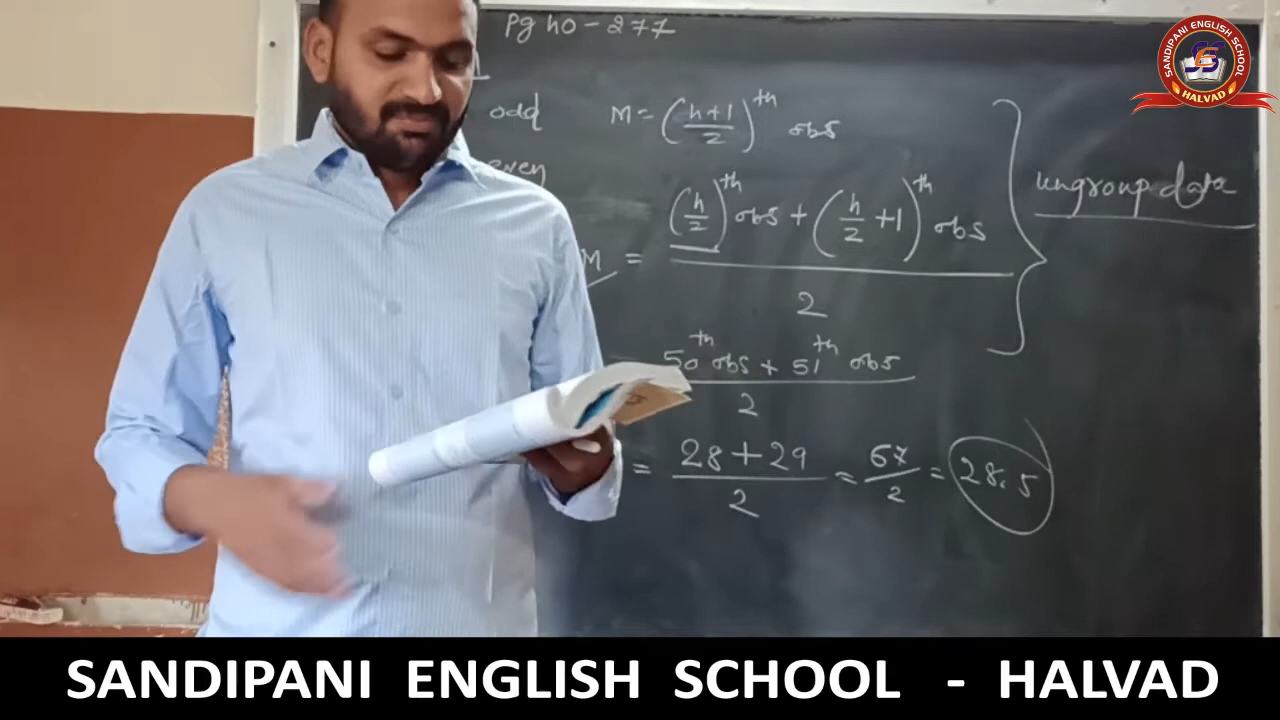 Pg no - 277
1
odd M = (n+1/2)th obs
even
M = (n/2)th obs + (n/2 + 1)th obs / 2
ungroup data
50th obs + 51th obs / 2
= 28 + 29 / 2 = 57/2 = 28.5
SANDIPANI ENGLISH SCHOOL
SES
HALVAD
SANDIPANI ENGLISH SCHOOL - HALVAD